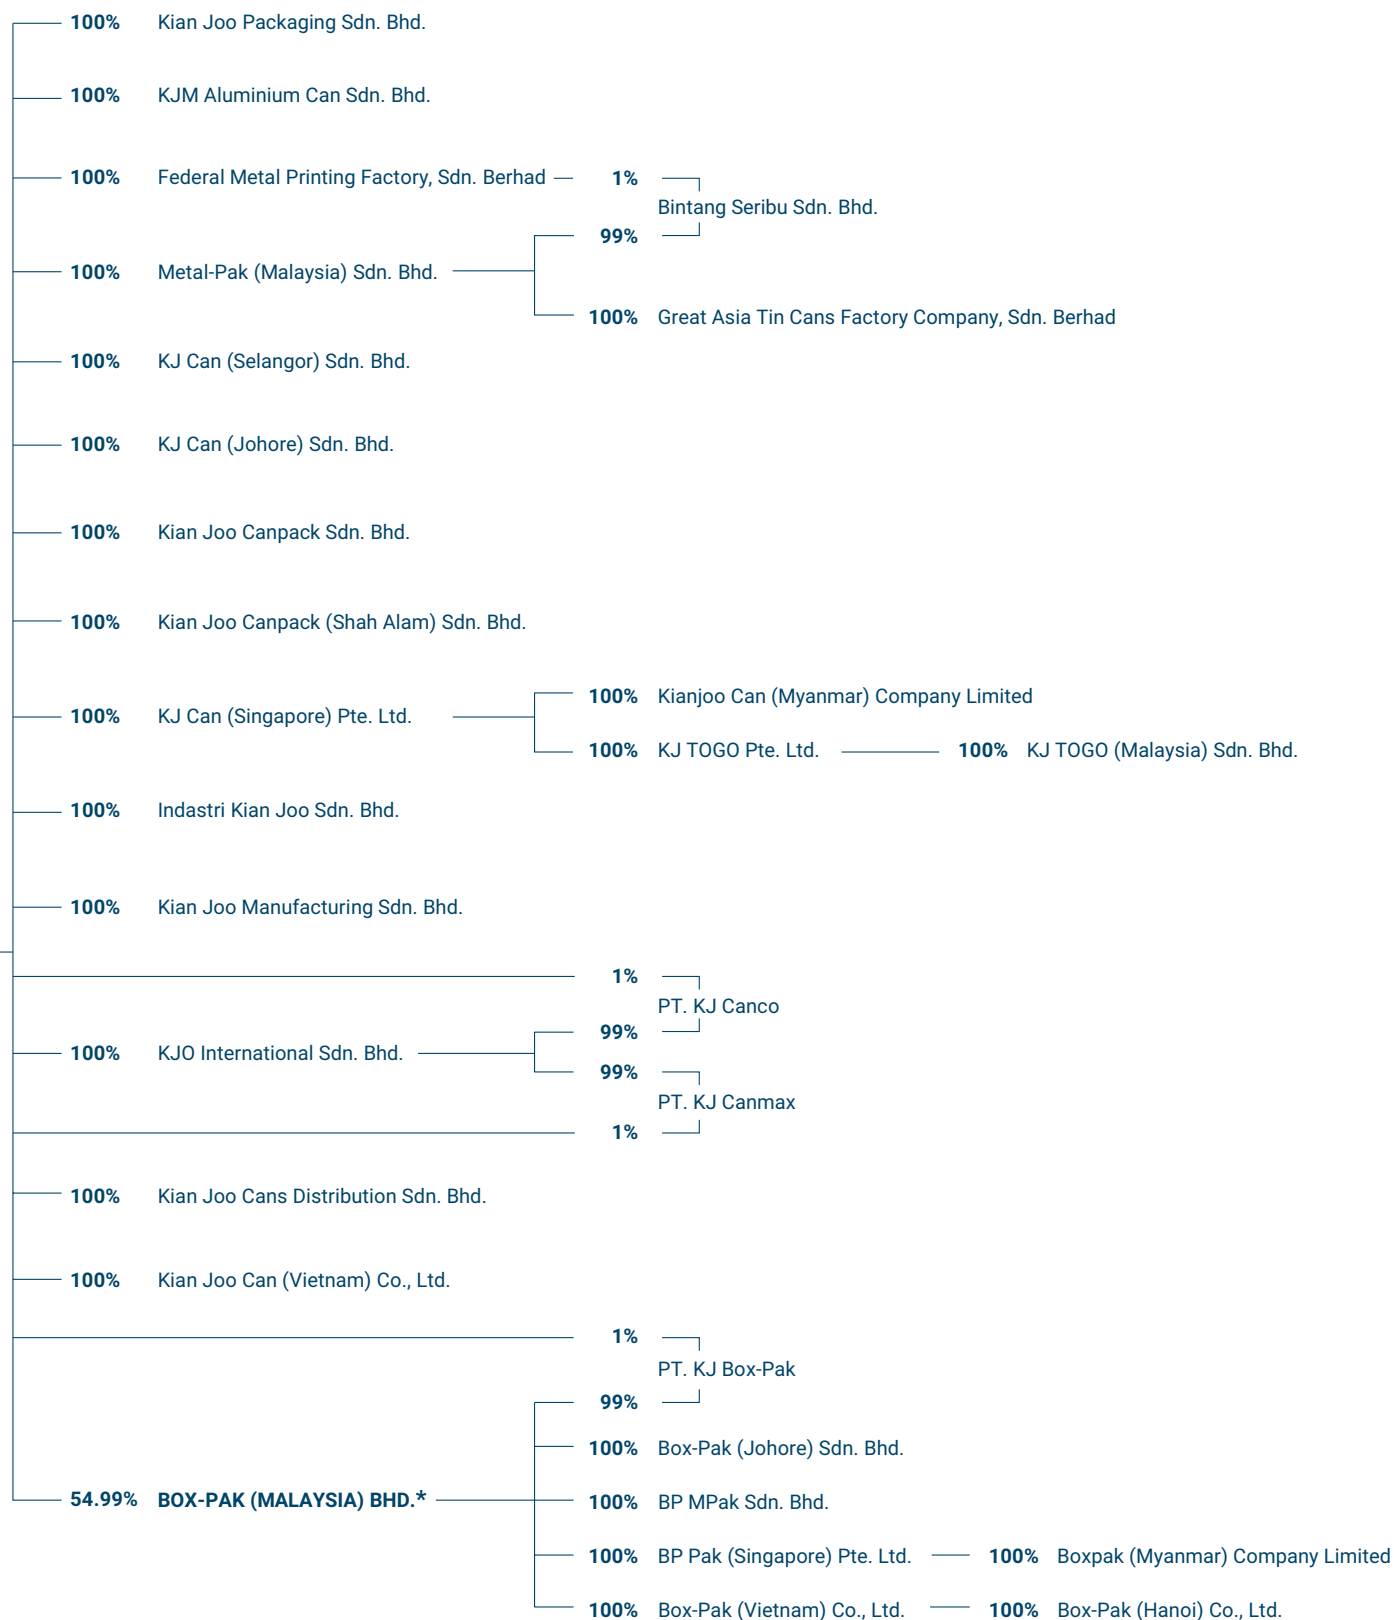 100% Kian Joo Packaging Sdn. Bhd.
100% KJM Aluminium Can Sdn. Bhd.
100% Federal Metal Printing Factory, Sdn. Berhad 1%
Bintang Seribu Sdn. Bhd.
99%
100% Metal-Pak (Malaysia) Sdn. Bhd.
100% Great Asia Tin Cans Factory Company, Sdn. Berhad
100% KJ Can (Selangor) Sdn. Bhd.
100% KJ Can (Johore) Sdn. Bhd.
100% Kian Joo Canpack Sdn. Bhd.
100% Kian Joo Canpack (Shah Alam) Sdn. Bhd.
100% Kianjoo Can (Myanmar) Company Limited
100% KJ Can (Singapore) Pte. Ltd.
100% KJ TOGO Pte. Ltd. 100% KJ TOGO (Malaysia) Sdn. Bhd.
100% Indastri Kian Joo Sdn. Bhd.
100% Kian Joo Manufacturing Sdn. Bhd.
1%
PT. KJ Canco
99%
100% KJO International Sdn. Bhd.
99%
PT. KJ Canmax
1%
100% Kian Joo Cans Distribution Sdn. Bhd.
100% Kian Joo Can (Vietnam) Co., Ltd.
1%
PT. KJ Box-Pak
99%
100% Box-Pak (Johore) Sdn. Bhd.
54.99% BOX-PAK (MALAYSIA) BHD.* 100% BP MPak Sdn. Bhd.
100% BP Pak (Singapore) Pte. Ltd. 100% Boxpak (Myanmar) Company Limited
100% Box-Pak (Vietnam) Co., Ltd. 100% Box-Pak (Hanoi) Co., Ltd.